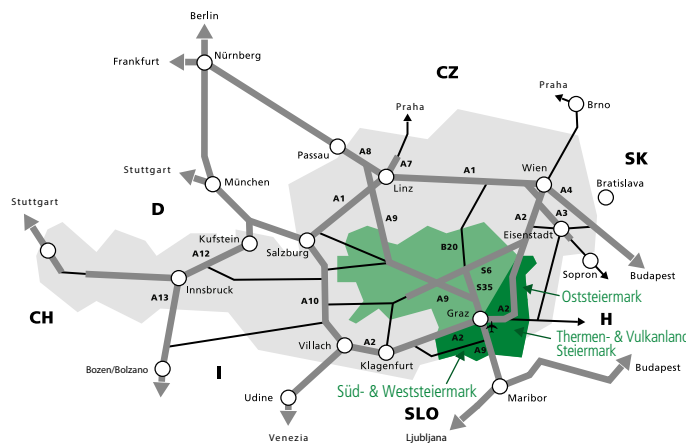 Berlin
Frankfurt
Nürnberg
CZ
Praha
Praha
Brno
Passau
A8
A7
Linz
A1
Wien
SK
A4
Bratislava
Stuttgart
München
D
A1
A9
A2
A3
Eisenstadt
Stuttgart
Kufstein
A12
Salzburg
B20
Sopron
Budapest
Innsbruck
A13
A10
S6
S35
A9
Oststeiermark
CH
Graz
A2
H
Thermen- & Vulkanland
Steiermark
Villach
A2
A2
A9
Klagenfurt
Bozen/Bolzano
I
Budapest
Süd- & Weststeiermark
Udine
SLO
Maribor
Venezia
Ljubljana